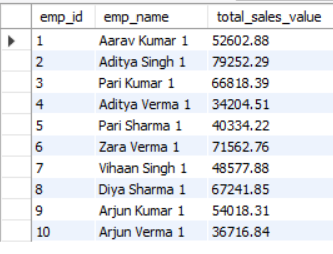 emp_id emp_name total_sales_value
1 Aarav Kumar 1 52602.88
2 Aditya Singh 1 79252.29
3 Pari Kumar 1 66818.39
4 Aditya Verma 1 34204.51
5 Pari Sharma 1 40334.22
6 Zara Verma 1 71562.76
7 Vihaan Singh 1 48577.88
8 Diya Sharma 1 67241.85
9 Arjun Kumar 1 54018.31
10 Arjun Verma 1 36716.84